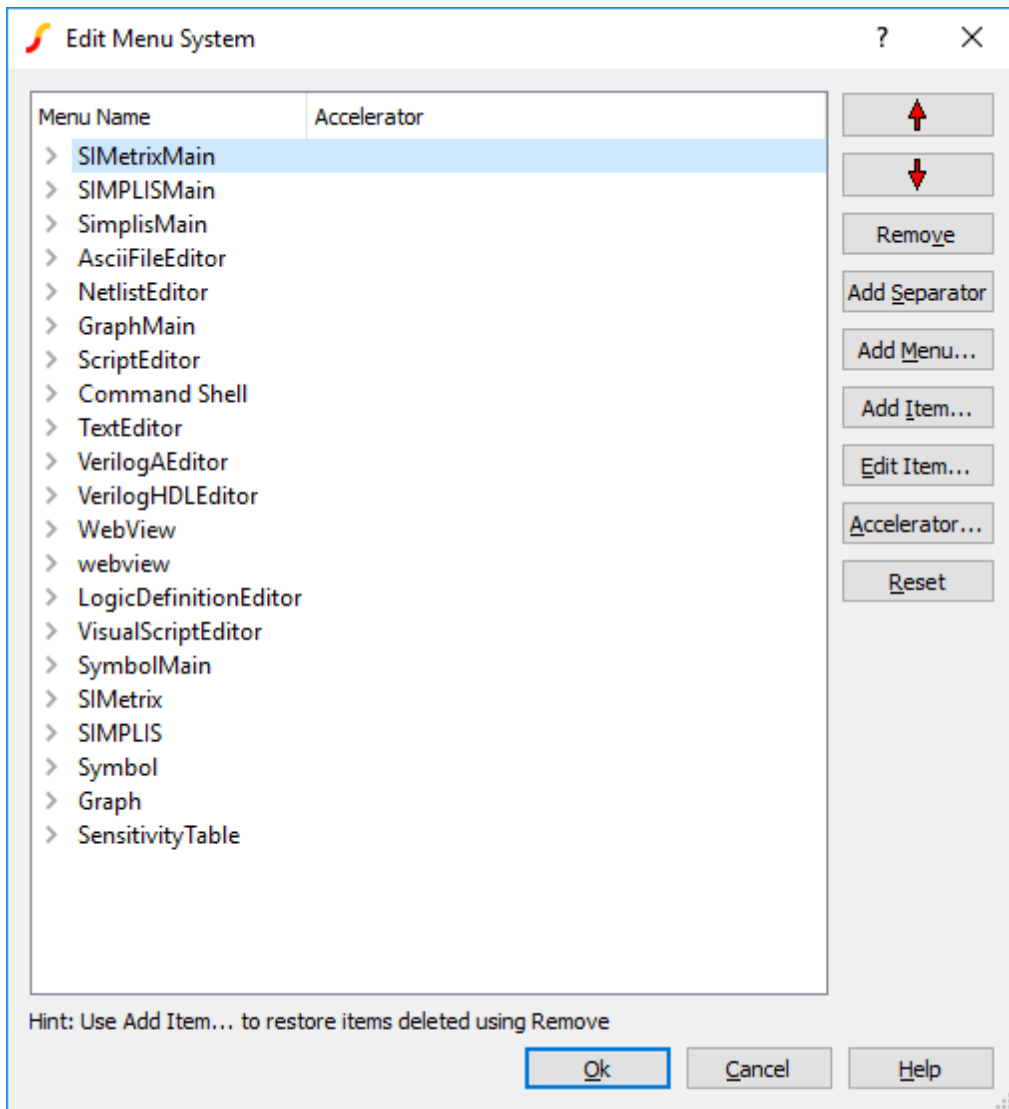 Edit Menu System
?
Menu Name Accelerator
SIMetrixMain
SIMPLISMain
SimplisMain
AsciiFileEditor
NetlistEditor
GraphMain
ScriptEditor
Command Shell
TextEditor
VerilogAEditor
VerilogHDLEditor
WebView
webview
LogicDefinitionEditor
VisualScriptEditor
SymbolMain
SIMetrix
SIMPLIS
Symbol
Graph
SensitivityTable
Remove
Add Separator
Add Menu...
Add Item...
Edit Item...
Accelerator...
Reset
Hint: Use Add Item... to restore items deleted using Remove
Ok Cancel Help